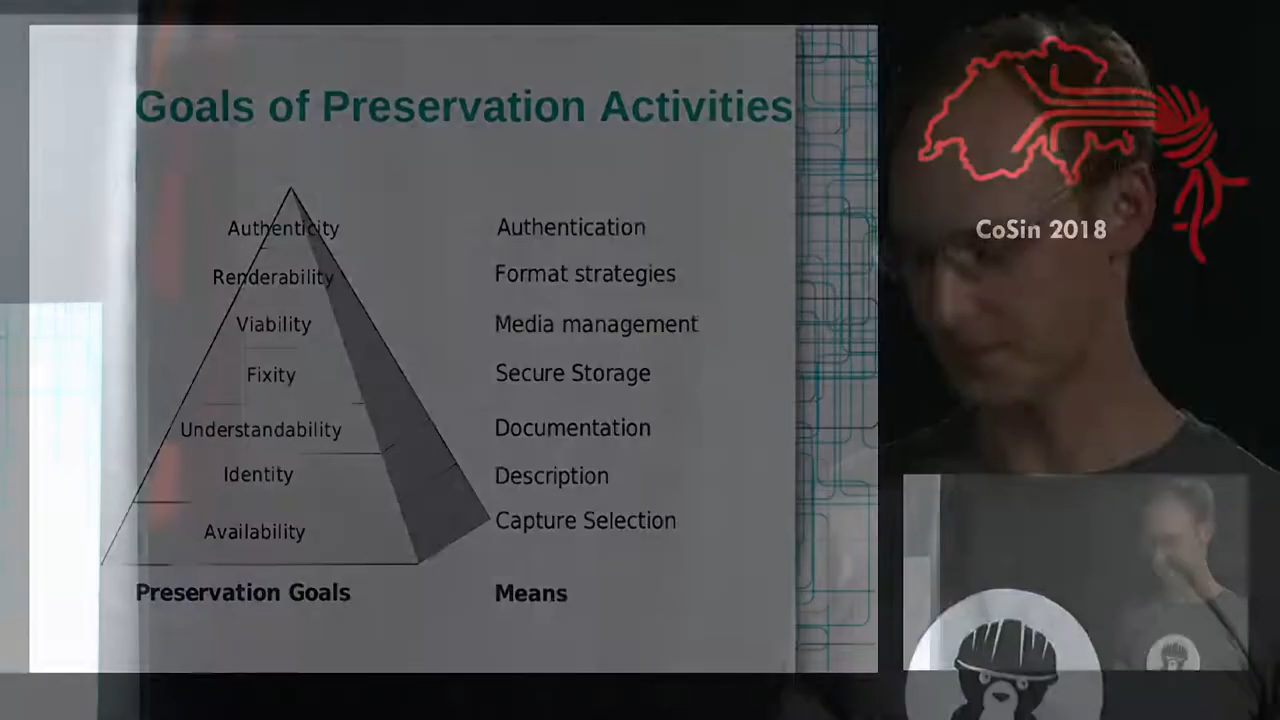 Goals of Preservation Activities
Authenticity Authentication
Renderability Format strategies
Viability Media management
Fixity Secure Storage
Understandability Documentation
Identity Description
Availability Capture Selection
Preservation Goals Means
CoSin 2018